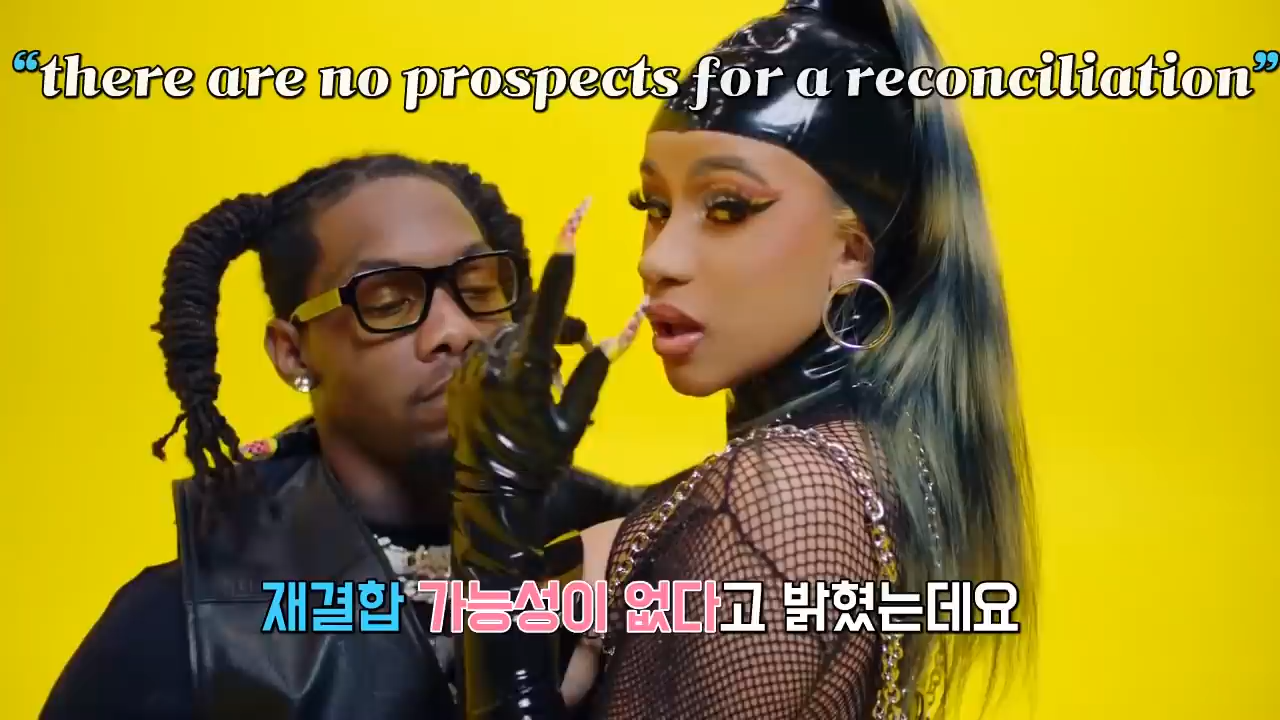 “there are no prospects for a reconciliation”
재결합 가능성이 없다고 밝혔는데요